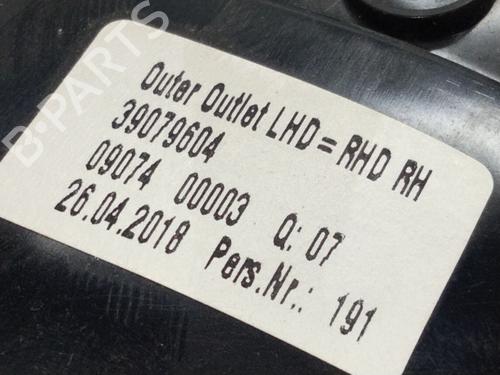 B-PARTS
Outer Outlet LHD = RHD RH
39079604
09074 00003 Q: 07
26.04.2018 Pers.Nr.: 191